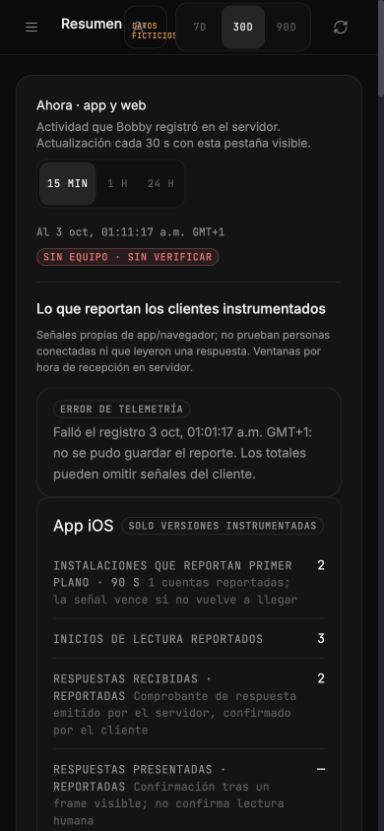 Resumen
DATOS
FICTICIOS
7D
30D
90D
Ahora · app y web
Actividad que Bobby registró en el servidor.
Actualización cada 30 s con esta pestaña visible.
15 MIN
1 H
24 H
Al 3 oct, 01:11:17 a.m. GMT+1
SIN EQUIPO · SIN VERIFICAR
Lo que reportan los clientes instrumentados
Señales propias de app/navegador; no prueban personas
conectadas ni que leyeron una respuesta. Ventanas por
hora de recepción en servidor.
ERROR DE TELEMETRÍA
Falló el registro 3 oct, 01:01:17 a.m. GMT+1:
no se pudo guardar el reporte. Los totales
pueden omitir señales del cliente.
App iOS
SOLO VERSIONES INSTRUMENTADAS
INSTALACIONES QUE REPORTAN PRIMER
PLANO · 90 S 1 cuentas reportadas;
la señal vence si no vuelve a llegar
2
INICIOS DE LECTURA REPORTADOS
3
RESPUESTAS RECIBIDAS ·
REPORTADAS Comprobante de respuesta
emitido por el servidor, confirmado
por el cliente
2
RESPUESTAS PRESENTADAS ·
REPORTADAS Confirmación tras un
frame visible; no confirma lectura
humana
—